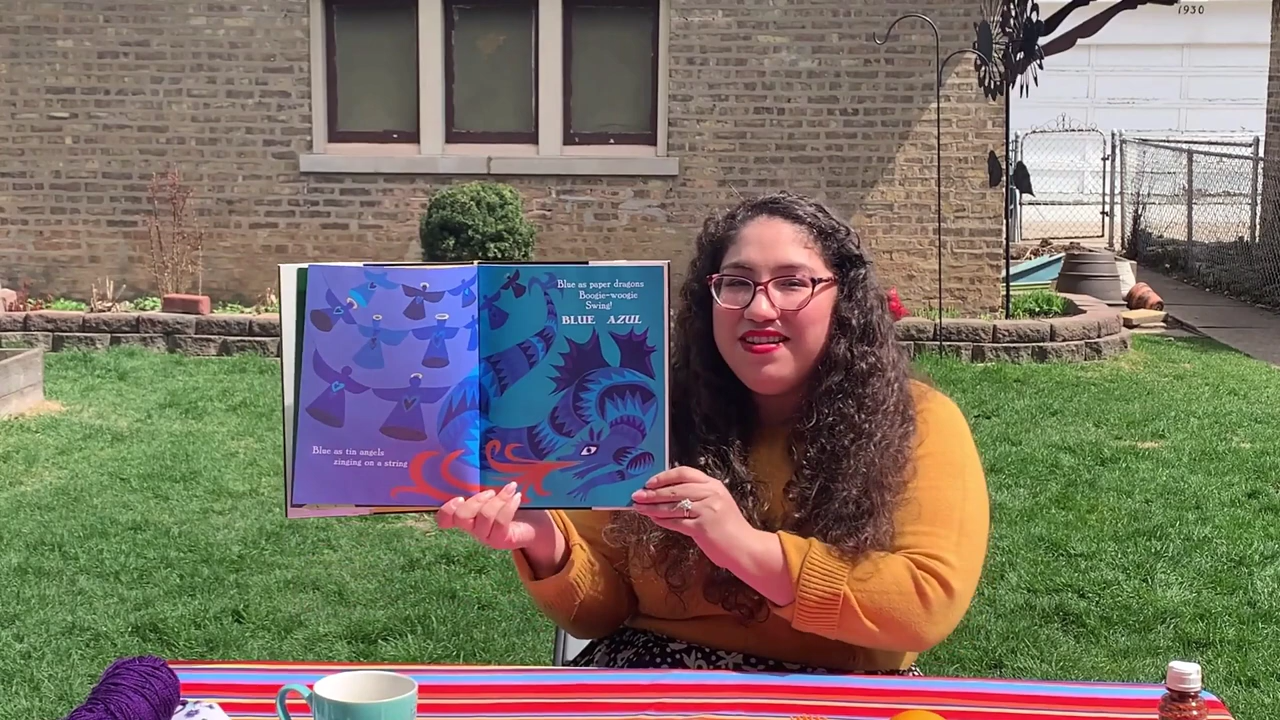 1930
Blue as paper dragons
Boogie-woogie
Swing!
BLUE AZUL
Blue as tin angels
zinging on a string